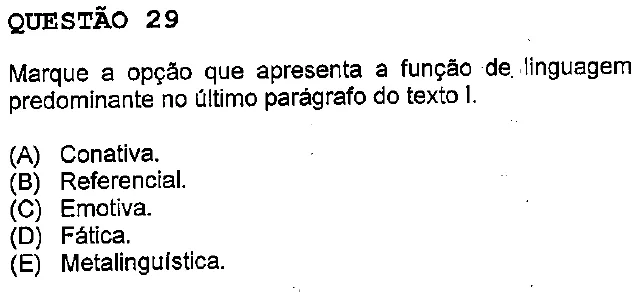 QUESTÃO 29
Marque a opção que apresenta a função de linguagem
predominante no último parágrafo do texto I.
(A) Conativa.
(B) Referencial.
(C) Emotiva.
(D) Fática.
(E) Metalinguística.